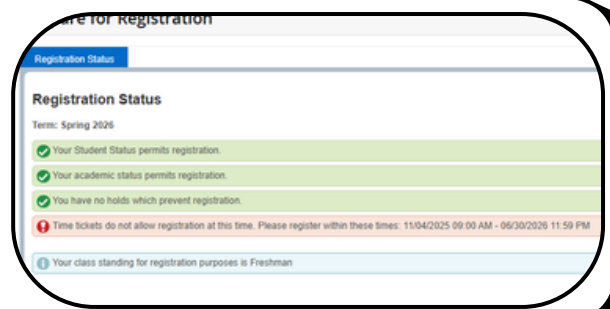 for Registration
Registration Status
Registration Status
Term: Spring 2026
Your Student Status permits registration.
Your academic status permits registration.
You have no holds which prevent registration.
Time tickets do not allow registration at this time. Please register within these times: 11/04/2025 09:00 AM - 06/30/2026 11:59 PM
Your class standing for registration purposes is Freshman